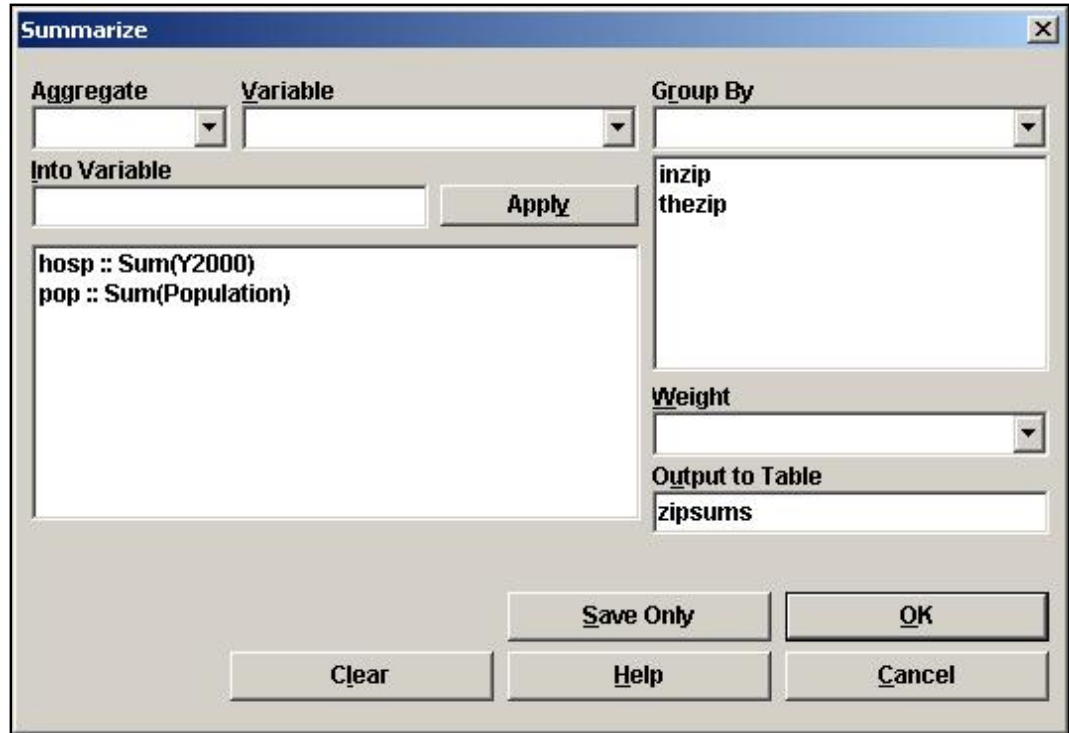 Summarize
Aggregate
Variable
Group By
Into Variable
Apply
inzip
thezip
hosp :: Sum(Y2000)
pop :: Sum(Population)
Weight
Output to Table
zipsums
Save Only
OK
Clear
Help
Cancel